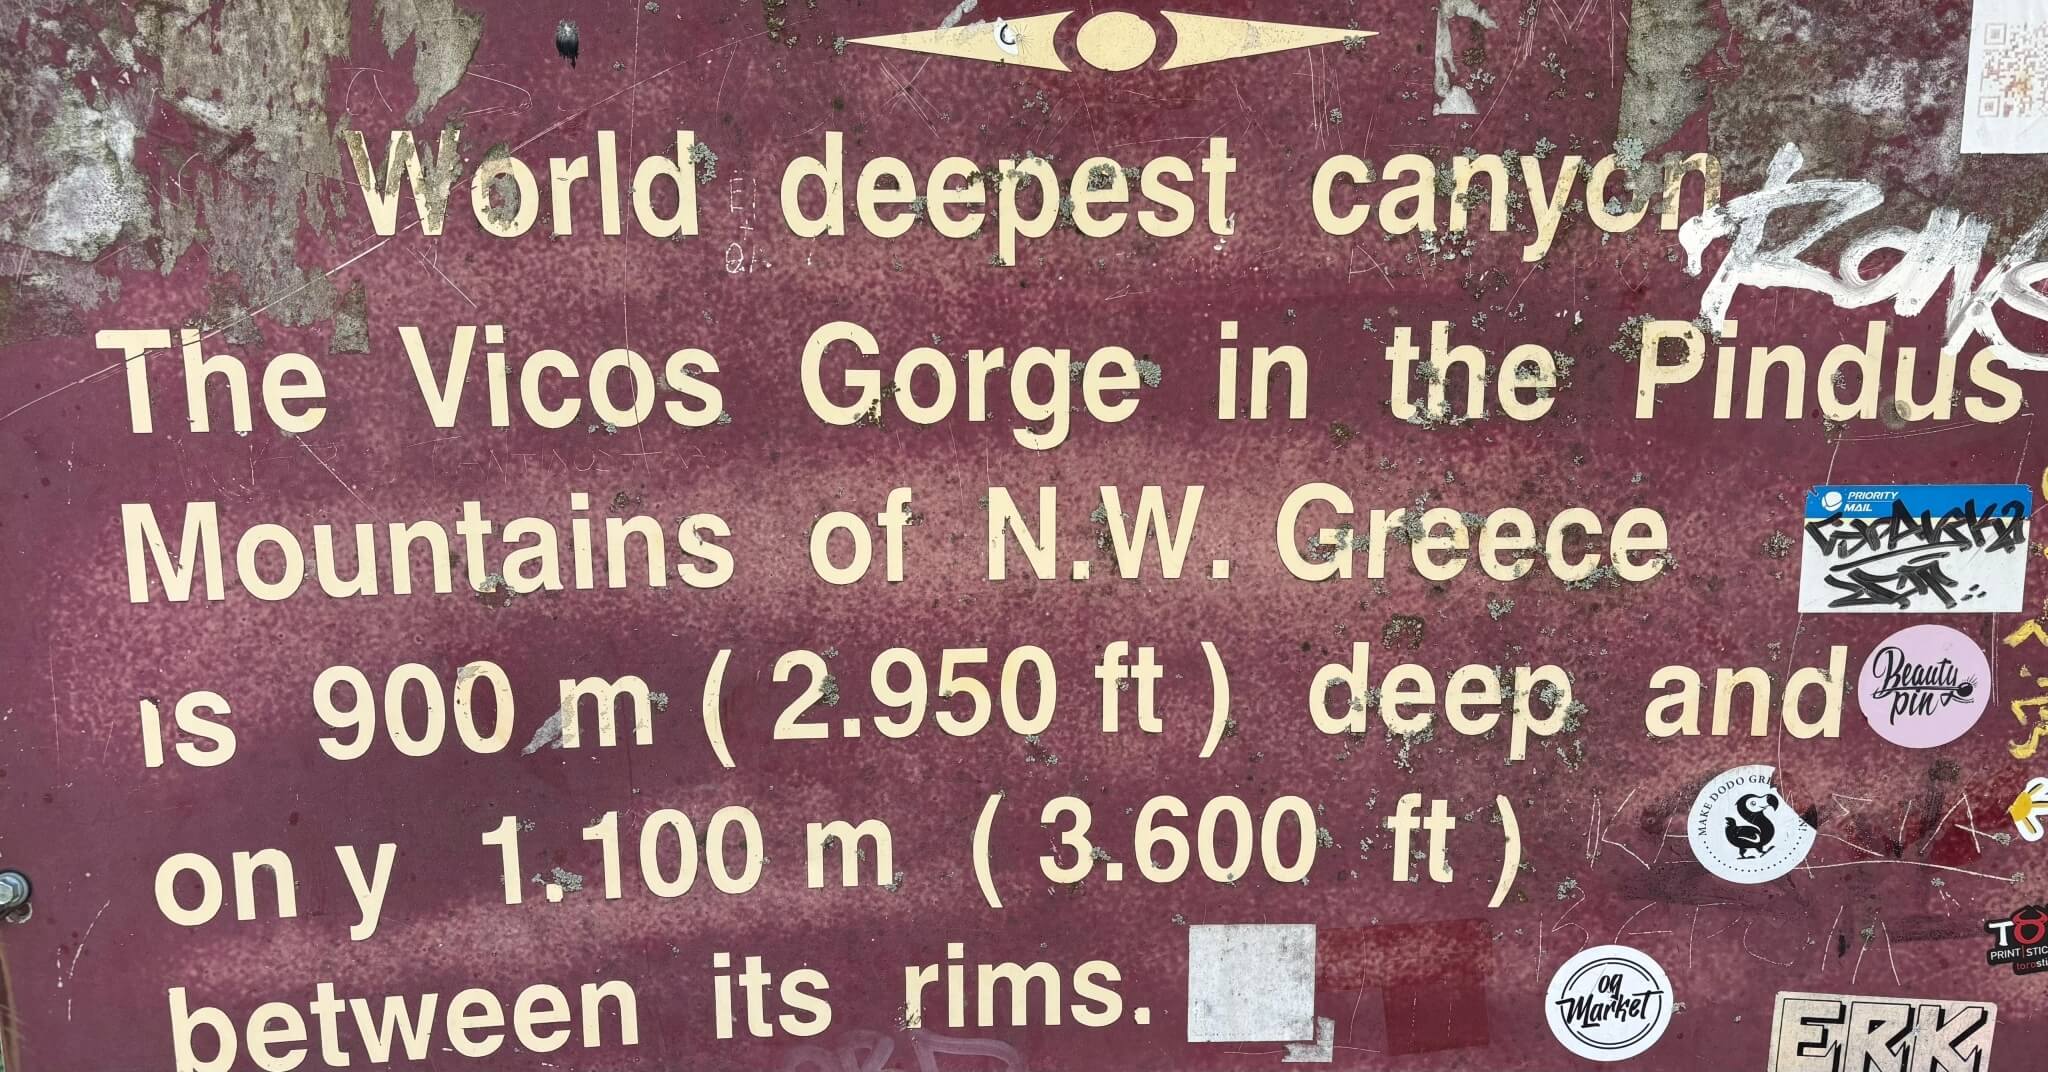 World deepest canyon
The Vicos Gorge in the Pindus
Mountains of N.W. Greece
is 900 m ( 2.950 ft ) deep and
on y 1.100 m ( 3.600 ft )
between its rims.
PRIORITY
MAIL
Beauty
pin
MAKE DODO
og
Market
PRINT
ERK